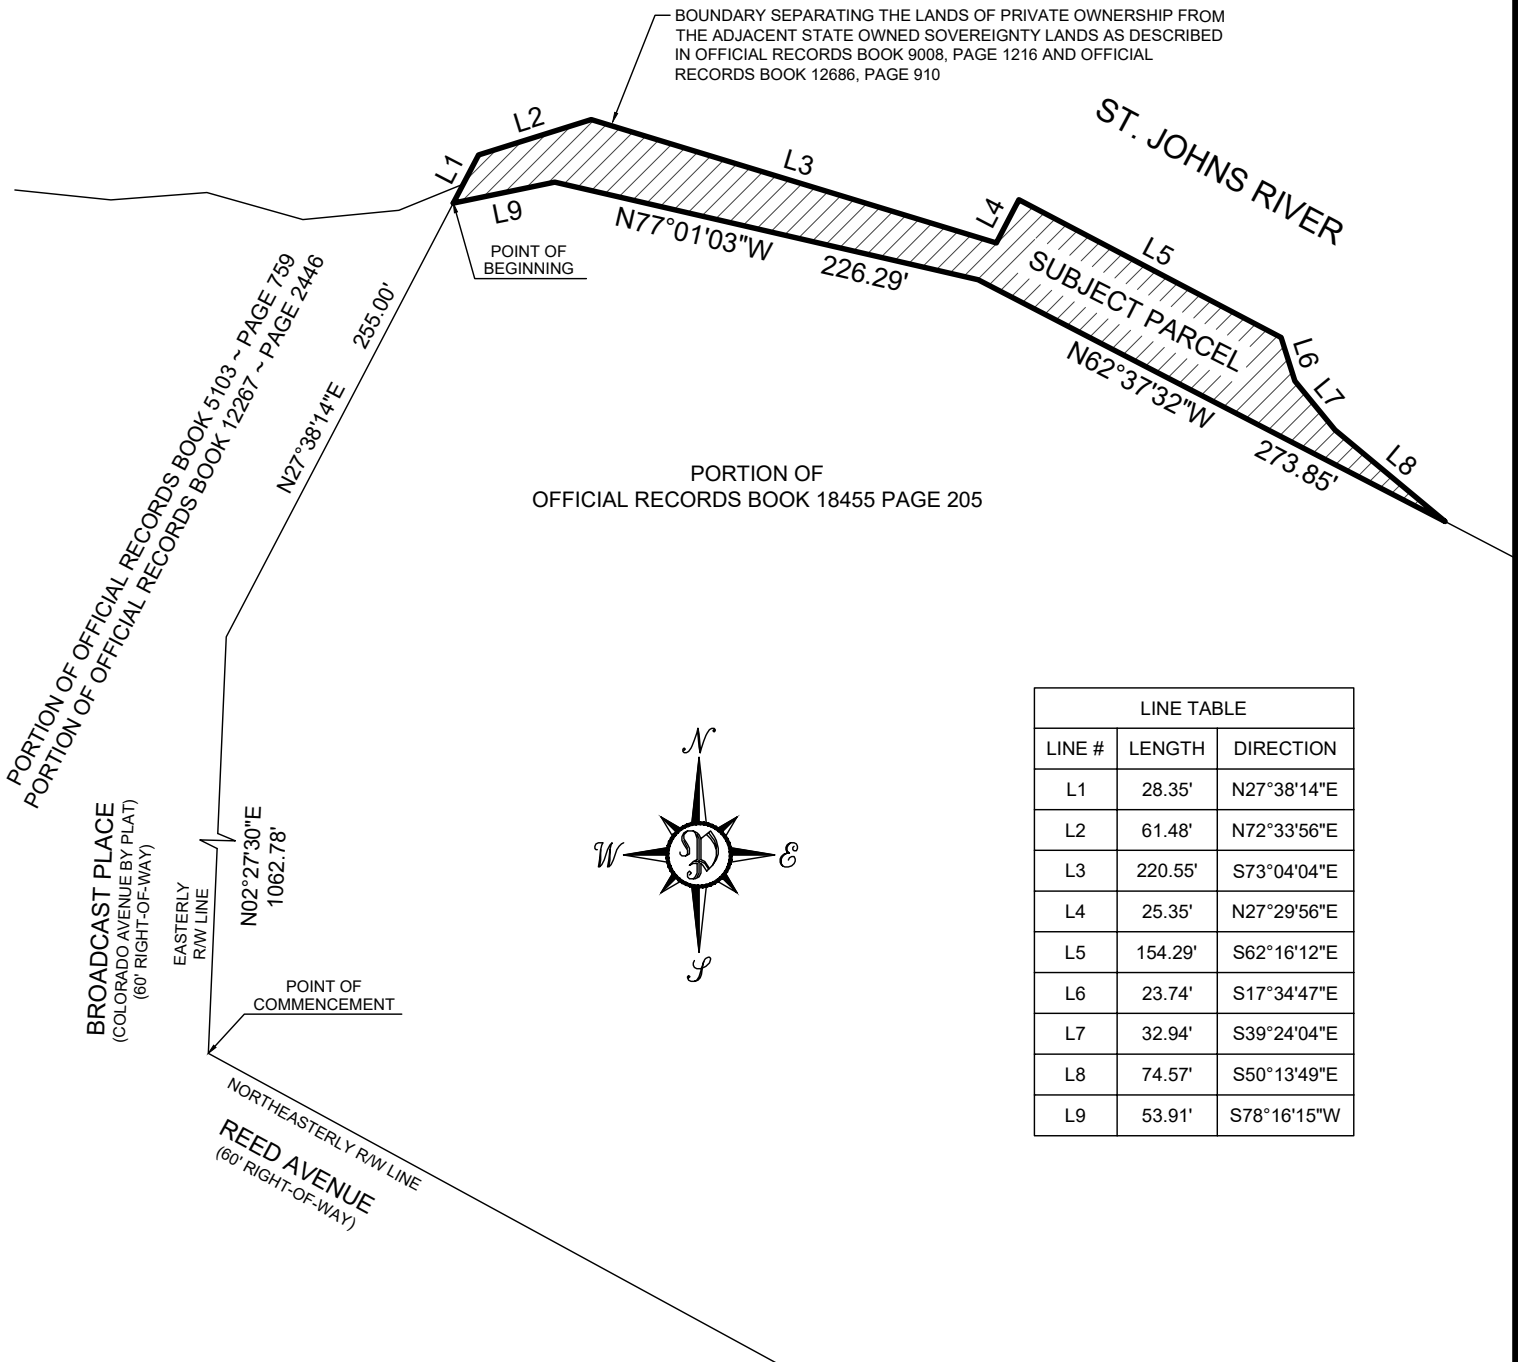 BOUNDARY SEPARATING THE LANDS OF PRIVATE OWNERSHIP FROM
THE ADJACENT STATE OWNED SOVEREIGNTY LANDS AS DESCRIBED
IN OFFICIAL RECORDS BOOK 9008, PAGE 1216 AND OFFICIAL
RECORDS BOOK 12686, PAGE 910
ST. JOHNS RIVER
L1
L2
L3
L4
L5
L6
L7
L8
L9
N77°01'03"W 226.29'
SUBJECT PARCEL
N62°37'32"W 273.85'
POINT OF
BEGINNING
N27°38'14"E 255.00'
PORTION OF OFFICIAL RECORDS BOOK 5103 ~ PAGE 759
PORTION OF OFFICIAL RECORDS BOOK 12267 ~ PAGE 2446
PORTION OF
OFFICIAL RECORDS BOOK 18455 PAGE 205
N
W
E
S
P
BROADCAST PLACE
(COLORADO AVENUE BY PLAT)
(60' RIGHT-OF-WAY)
EASTERLY
R/W LINE
N02°27'30"E
1062.78'
POINT OF
COMMENCEMENT
NORTHEASTERLY R/W LINE
REED AVENUE
(60' RIGHT-OF-WAY)
LINE TABLE
LINE # LENGTH DIRECTION
L1 28.35' N27°38'14"E
L2 61.48' N72°33'56"E
L3 220.55' S73°04'04"E
L4 25.35' N27°29'56"E
L5 154.29' S62°16'12"E
L6 23.74' S17°34'47"E
L7 32.94' S39°24'04"E
L8 74.57' S50°13'49"E
L9 53.91' S78°16'15"W